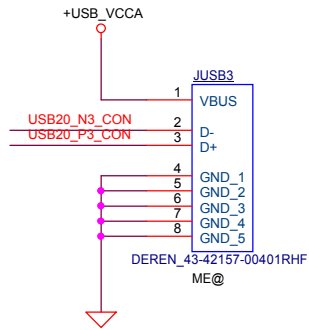 +USB_VCCA
JUSB3
1 VBUS
USB20_N3_CON 2 D-
USB20_P3_CON 3 D+
4 GND_1
5 GND_2
6 GND_3
7 GND_4
8 GND_5
DEREN_43-42157-00401RHF
ME@